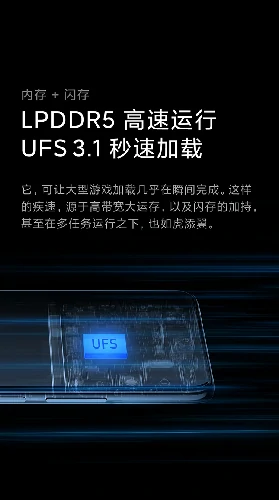 内存 + 闪存
LPDDR5 高速运行
UFS 3.1 秒速加载
它，可让大型游戏加载几乎在瞬间完成。这样
的疾速，源于高带宽大运存，以及闪存的加持，
甚至在多任务运行之下，也如虎添翼。
UFS